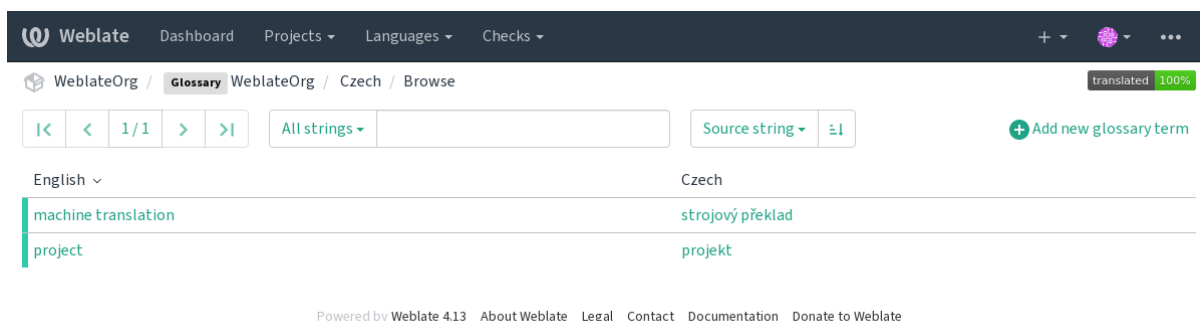 Weblate Dashboard Projects Languages Checks
WeblateOrg / Glossary WeblateOrg / Czech / Browse translated 100%
1 / 1 All strings Source string Add new glossary term
English Czech
machine translation strojový překlad
project projekt
Powered by Weblate 4.13 About Weblate Legal Contact Documentation Donate to Weblate